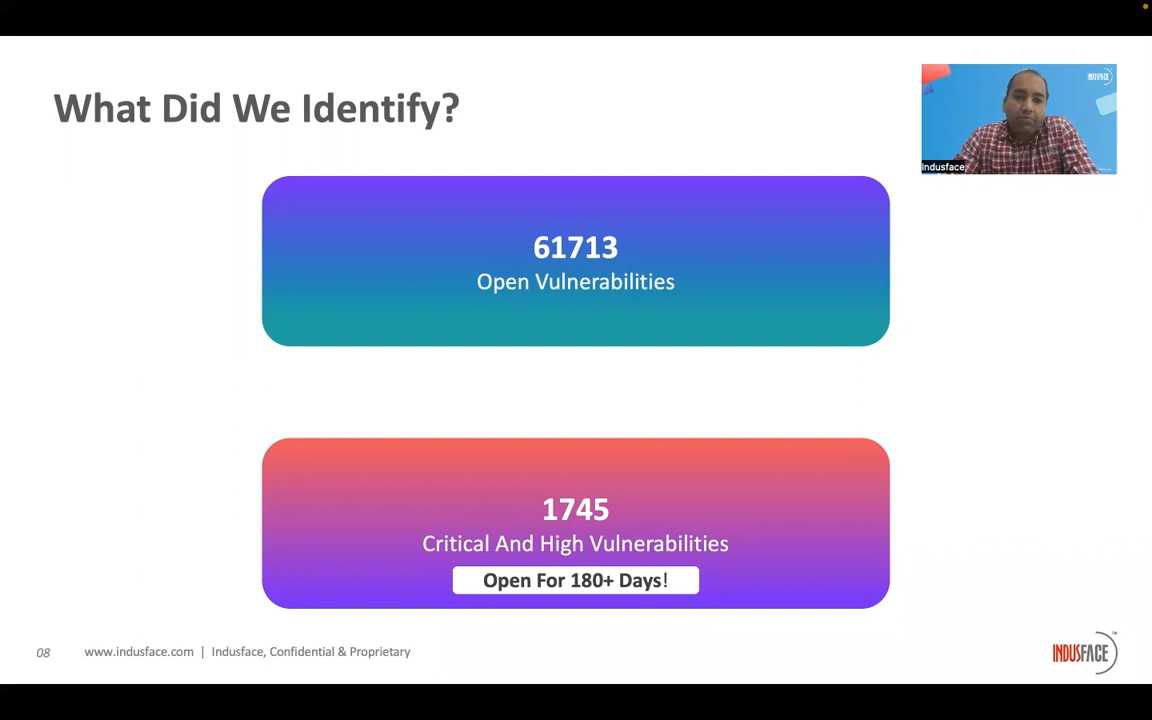 What Did We Identify?
INDUSFACE
Indusface
61713
Open Vulnerabilities
1745
Critical And High Vulnerabilities
Open For 180+ Days!
08
www.indusface.com | Indusface, Confidential & Proprietary
INDUSFACE™